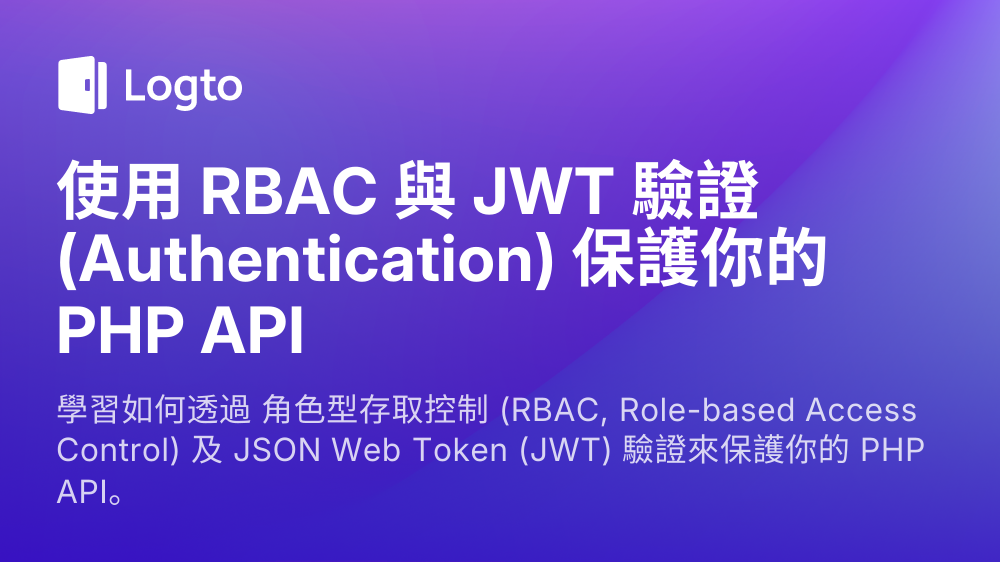 Logto
使用 RBAC 與 JWT 驗證
(Authentication) 保護你的
PHP API
學習如何透過 角色型存取控制 (RBAC, Role-based Access
Control) 及 JSON Web Token (JWT) 驗證來保護你的 PHP
API。